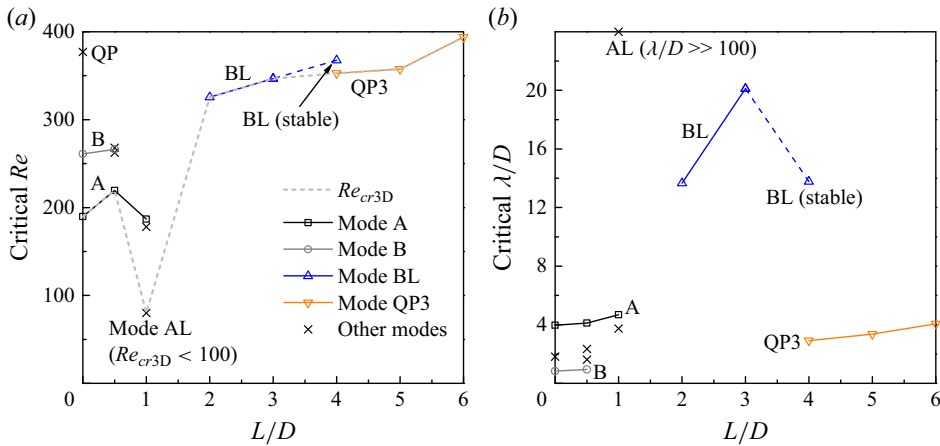 (a)
400
QP
300
B
A
200
100
0
BL
QP3
BL (stable)
Re_cr3D
Mode A
Mode B
Mode BL
Mode QP3
Other modes
Mode AL
(Re_cr3D < 100)
Critical Re
0 1 2 3 4 5 6
L/D
(b)
AL (λ/D >> 100)
20
16
12
8
4
0
BL
BL (stable)
A
QP3
B
Critical λ/D
1 2 3 4 5 6
L/D